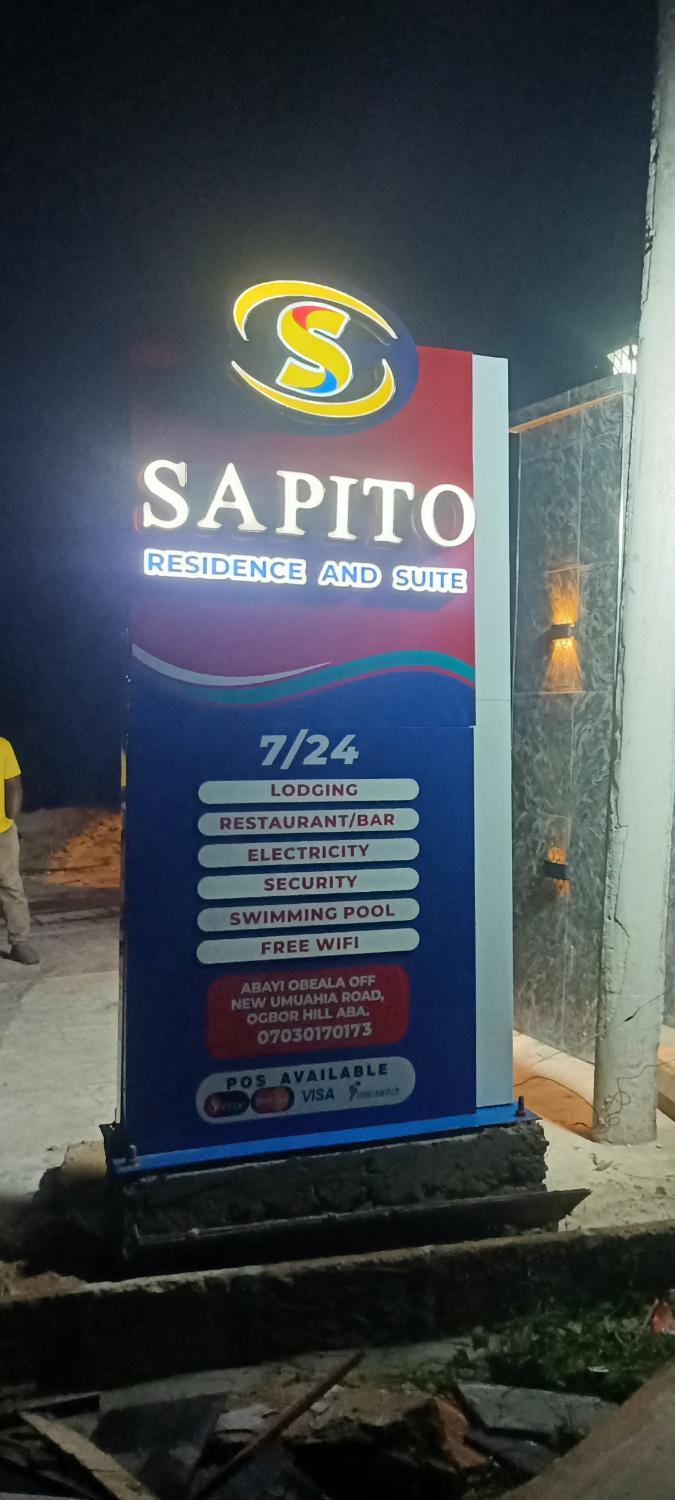 S
SAPITO
RESIDENCE AND SUITE
7/24
LODGING
RESTAURANT/BAR
ELECTRICITY
SECURITY
SWIMMING POOL
FREE WIFI
ABAYI OBEALA OFF
NEW UMUAHIA ROAD,
OGBOR HILL ABA.
07030170173
POS AVAILABLE
VISA interswitch